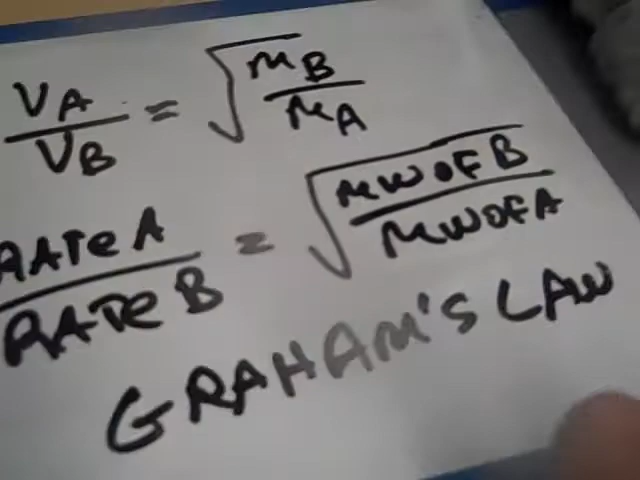 VA/VB = √MB/MA
RATE A/RATE B = √MW OF B/MW OF A
GRAHAM'S LAW